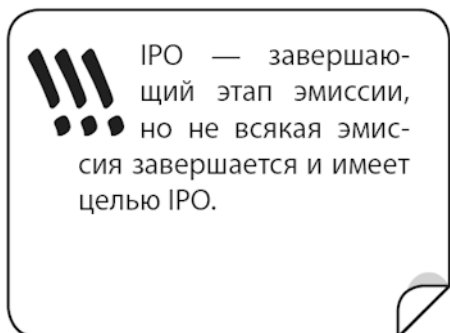 !!!
IPO — завершаю-
щий этап эмиссии,
но не всякая эмис-
сия завершается и имеет
целью IPO.